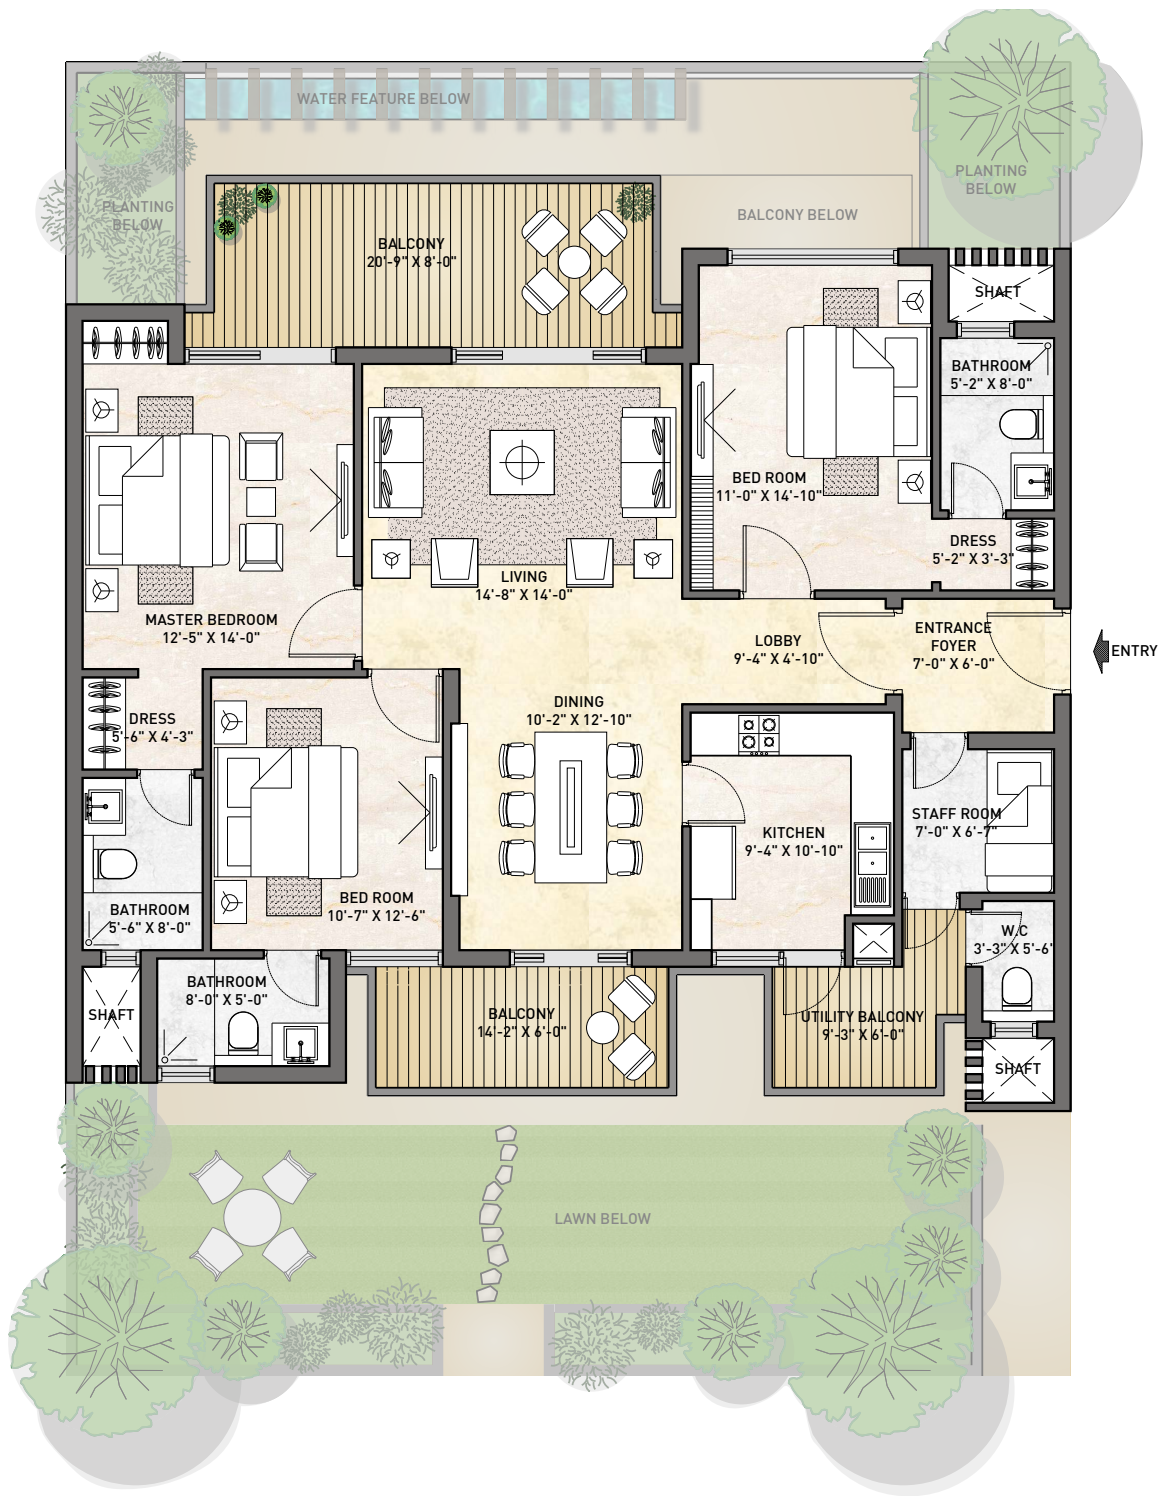 WATER FEATURE BELOW
PLANTING
BELOW
PLANTING
BELOW
BALCONY BELOW
BALCONY
20'-9" X 8'-0"
SHAFT
BATHROOM
5'-2" X 8'-0"
BED ROOM
11'-0" X 14'-10"
DRESS
5'-2" X 3'-3"
LIVING
14'-8" X 14'-0"
MASTER BEDROOM
12'-5" X 14'-0"
LOBBY
9'-4" X 4'-10"
ENTRANCE
FOYER
7'-0" X 6'-0"
ENTRY
DRESS
5'-6" X 4'-3"
DINING
10'-2" X 12'-10"
KITCHEN
9'-4" X 10'-10"
STAFF ROOM
7'-0" X 6'-7"
BATHROOM
5'-6" X 8'-0"
BED ROOM
10'-7" X 12'-6"
W.C
3'-3" X 5'-6'
BATHROOM
8'-0" X 5'-0"
SHAFT
BALCONY
14'-2" X 6'-0"
UTILITY BALCONY
9'-3" X 6'-0"
SHAFT
LAWN BELOW